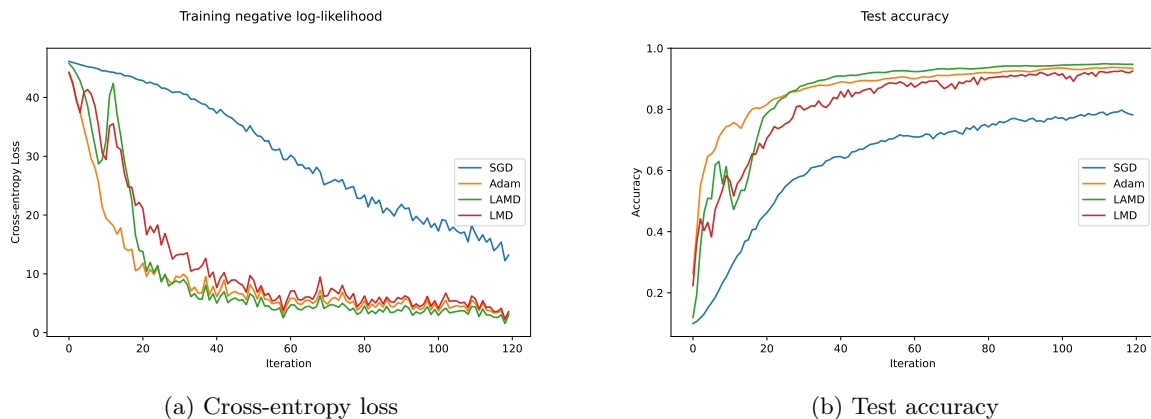 Training negative log-likelihood
Cross-entropy Loss
40
30
20
10
0
0 20 40 60 80 100 120
Iteration
SGD
Adam
LAMD
LMD
(a) Cross-entropy loss
Test accuracy
Accuracy
1.0
0.8
0.6
0.4
0.2
0 20 40 60 80 100 120
Iteration
SGD
Adam
LAMD
LMD
(b) Test accuracy